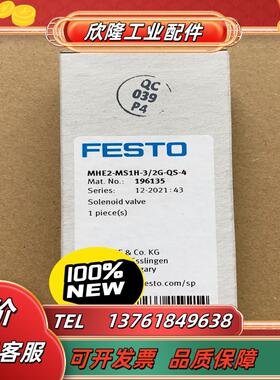 欣隆工业配件
QC
039
P4
FESTO
MHE2-MS1H-3/2G-QS-4
Mat. No.: 196135
Series: 12-2021:43
Solenoid valve
1 piece(s)
& Co. KG
sslingen
gary
festo.com/sp
100%
NEW
价
客服
TEL 13761849638
可开发票 品质保障